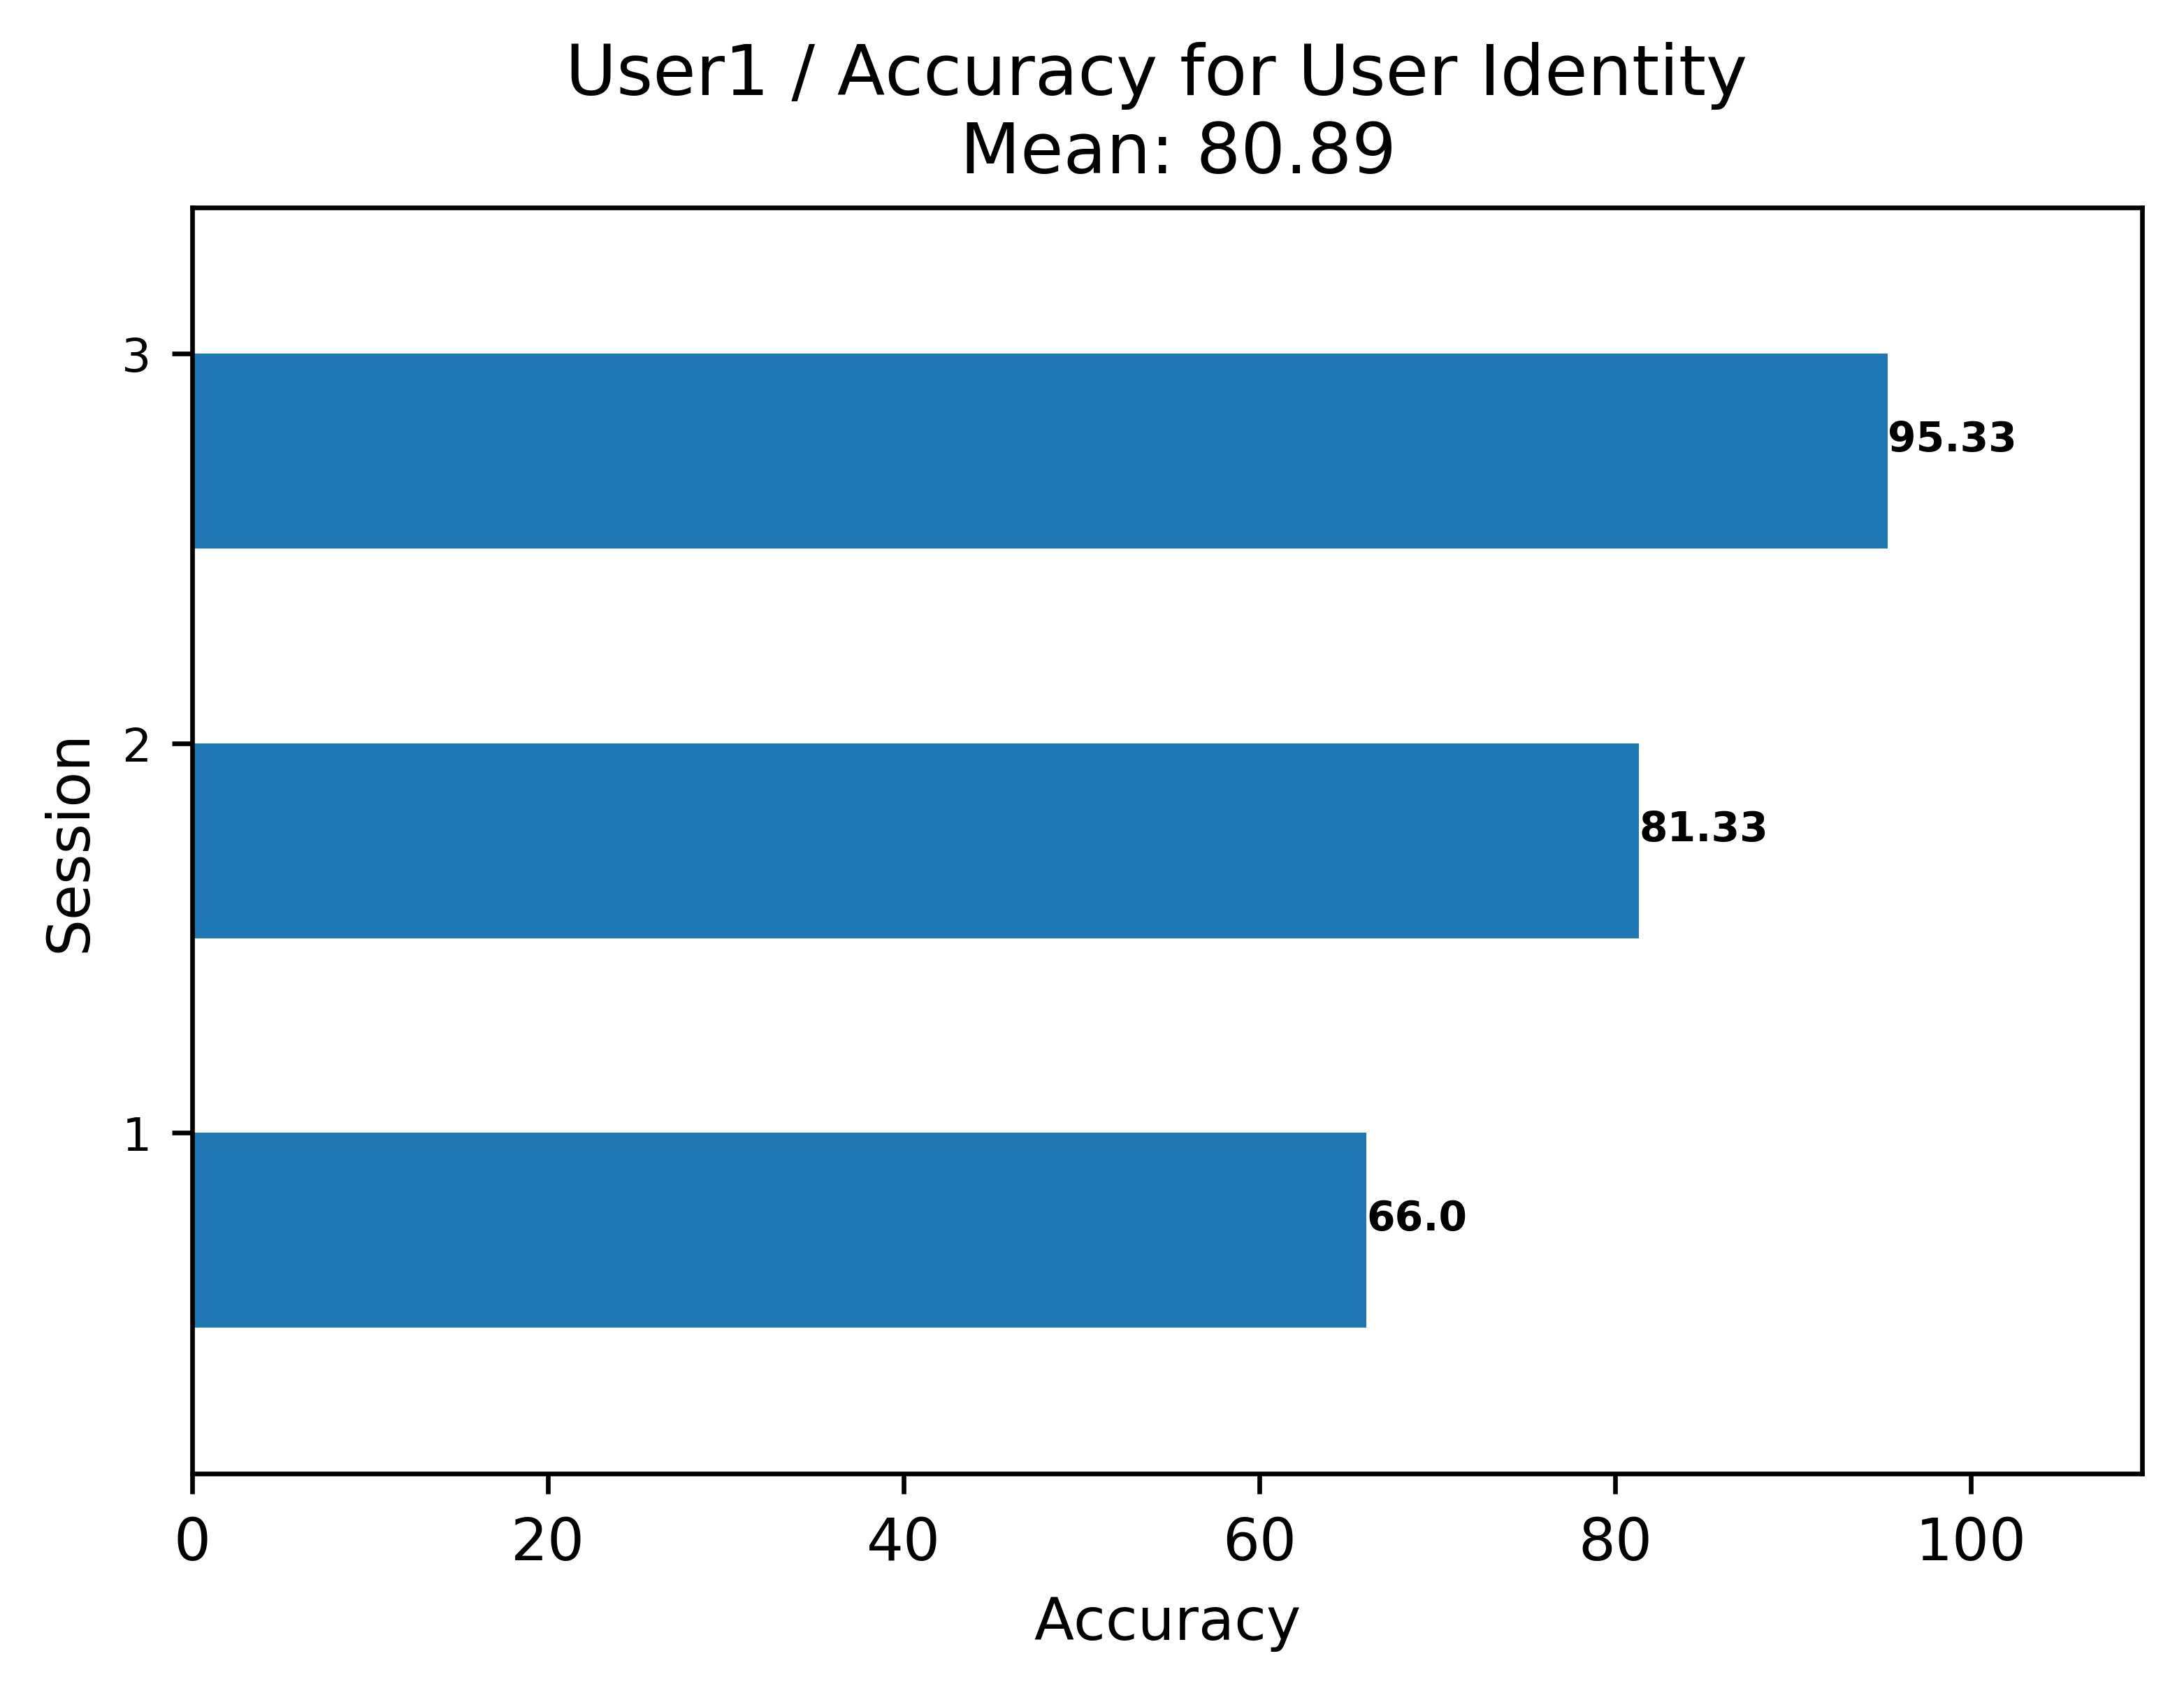 User1 / Accuracy for User Identity
Mean: 80.89
3
95.33
2
81.33
1
66.0
Session
0 20 40 60 80 100
Accuracy